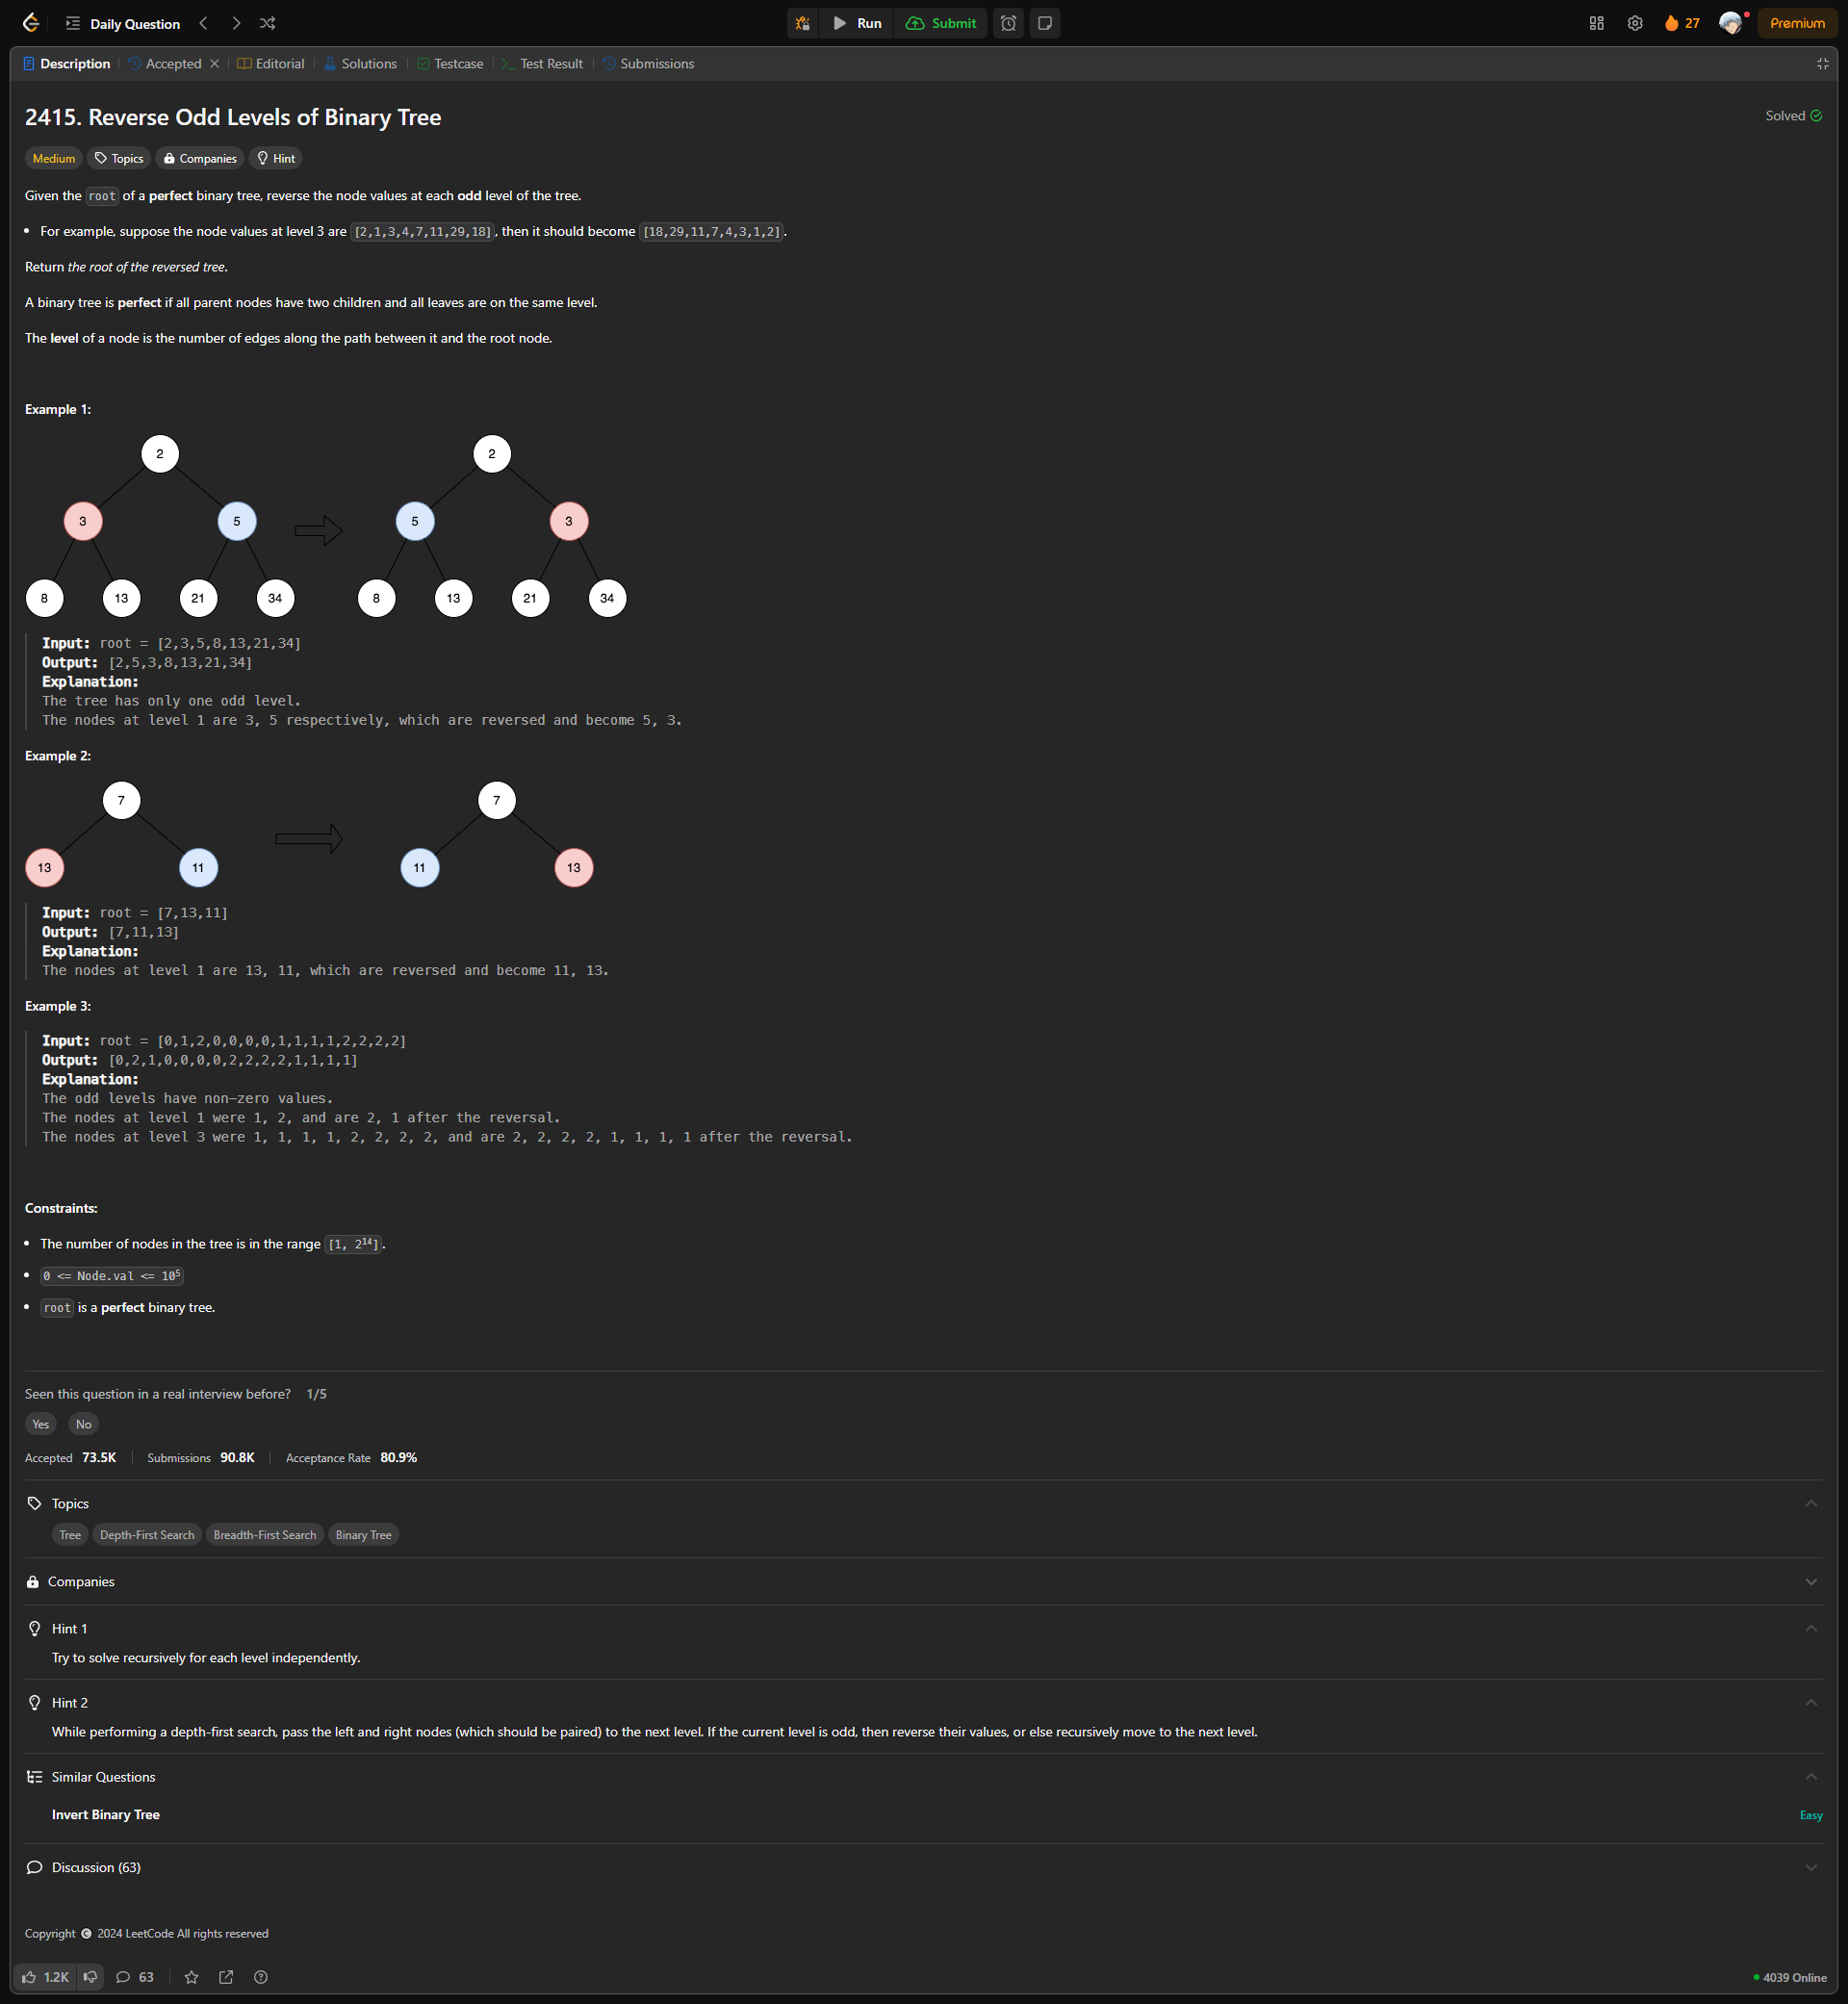 Daily Question
Run
Submit
27
Premium
Description
Accepted
Editorial
Solutions
Testcase
Test Result
Submissions
2415. Reverse Odd Levels of Binary Tree
Solved
Medium
Topics
Companies
Hint
Given the root of a perfect binary tree, reverse the node values at each odd level of the tree.
• For example, suppose the node values at level 3 are [2,1,3,4,7,11,29,18], then it should become [18,29,11,7,4,3,1,2].
Return the root of the reversed tree.
A binary tree is perfect if all parent nodes have two children and all leaves are on the same level.
The level of a node is the number of edges along the path between it and the root node.
Example 1:
2 2
3 5 5 3
8 13 21 34 8 13 21 34
Input: root = [2,3,5,8,13,21,34]
Output: [2,5,3,8,13,21,34]
Explanation:
The tree has only one odd level.
The nodes at level 1 are 3, 5 respectively, which are reversed and become 5, 3.
Example 2:
7 7
13 11 11 13
Input: root = [7,13,11]
Output: [7,11,13]
Explanation:
The nodes at level 1 are 13, 11, which are reversed and become 11, 13.
Example 3:
Input: root = [0,1,2,0,0,0,0,1,1,1,1,2,2,2,2]
Output: [0,2,1,0,0,0,0,2,2,2,2,1,1,1,1]
Explanation:
The odd levels have non-zero values.
The nodes at level 1 were 1, 2, and are 2, 1 after the reversal.
The nodes at level 3 were 1, 1, 1, 1, 2, 2, 2, 2, and are 2, 2, 2, 2, 1, 1, 1, 1 after the reversal.
Constraints:
• The number of nodes in the tree is in the range [1, 2¹⁴].
• 0 <= Node.val <= 10⁵
• root is a perfect binary tree.
Seen this question in a real interview before? 1/5
Yes No
Accepted 73.5K Submissions 90.8K Acceptance Rate 80.9%
Topics
Tree Depth-First Search Breadth-First Search Binary Tree
Companies
Hint 1
Try to solve recursively for each level independently.
Hint 2
While performing a depth-first search, pass the left and right nodes (which should be paired) to the next level. If the current level is odd, then reverse their values, or else recursively move to the next level.
Similar Questions
Invert Binary Tree Easy
Discussion (63)
Copyright © 2024 LeetCode All rights reserved
1.2K 63 4039 Online